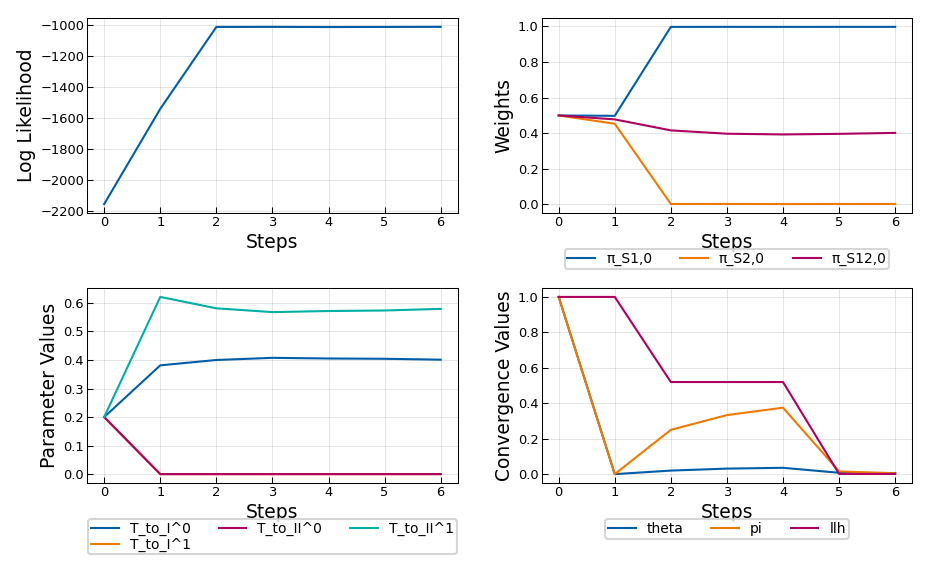 −1000
−1200
−1400
−1600
−1800
−2000
−2200
Log Likelihood
0 1 2 3 4 5 6
Steps
1.0
0.8
0.6
0.4
0.2
0.0
Weights
0 1 2 3 4 5 6
Steps
π_S1,0 π_S2,0 π_S12,0
0.6
0.5
0.4
0.3
0.2
0.1
0.0
Parameter Values
0 1 2 3 4 5 6
Steps
T_to_I^0 T_to_II^0 T_to_II^1
T_to_I^1
1.0
0.8
0.6
0.4
0.2
0.0
Convergence Values
0 1 2 3 4 5 6
Steps
theta pi llh